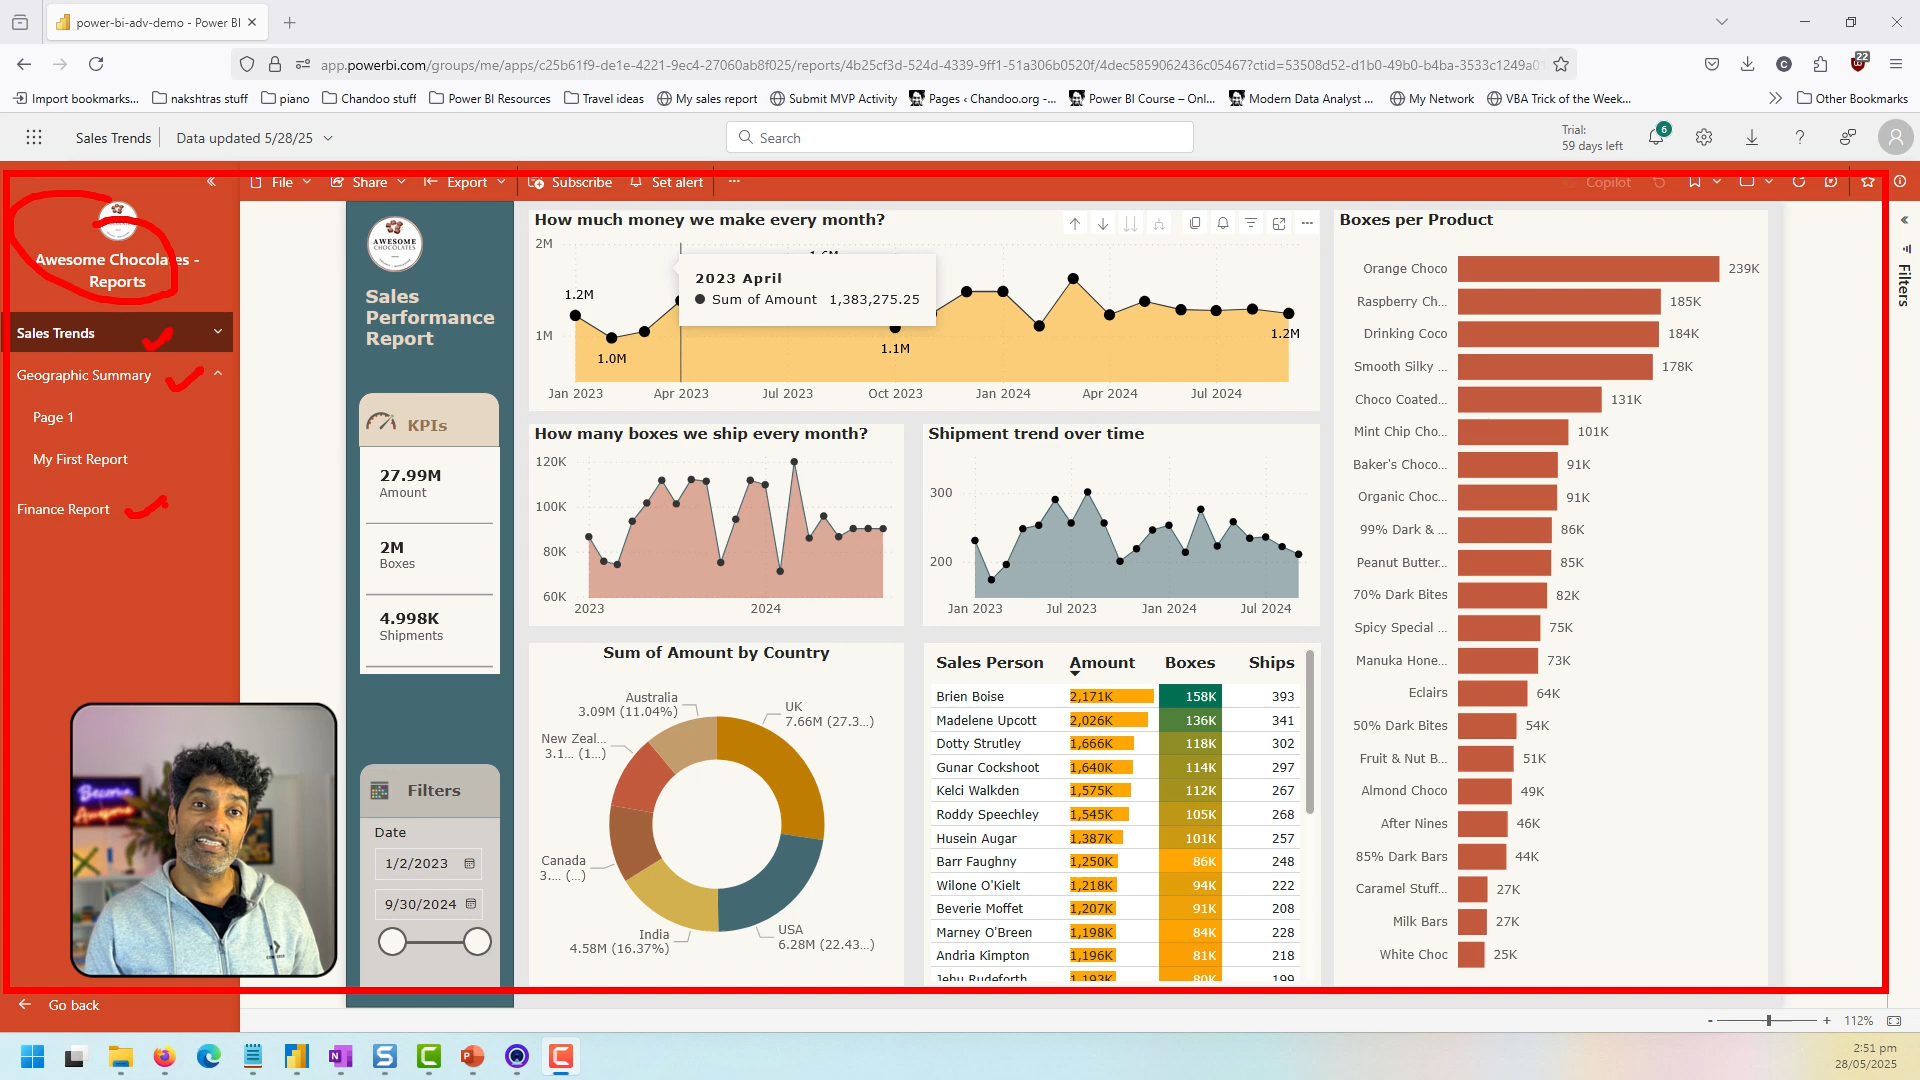 power-bi-adv-demo - Power BI
app.powerbi.com/groups/me/apps/c25b61f9-de1e-4221-9ec4-27060ab8f025/reports/4b25cf3d-524d-4339-9ff1-51a306b0520f/4dec5859062436c05467?ctid=53508d52-d1b0-49b0-b4ba-3533c1249a01
22
Import bookmarks...
nakshtras stuff
piano
Chandoo stuff
Power BI Resources
Travel ideas
My sales report
Submit MVP Activity
Pages ‹ Chandoo.org -...
Power BI Course – Onl...
Modern Data Analyst ...
My Network
VBA Trick of the Week...
Other Bookmarks
Sales Trends
Data updated 5/28/25
Search
Trial:
59 days left
6
File
Share
Export
Subscribe
Set alert
Copilot
Awesome Chocolates -
Reports
Sales Trends
Geographic Summary
Page 1
My First Report
Finance Report
Go back
AWESOME
CHOCOLATES
Sales
Performance
Report
KPIs
27.99M
Amount
2M
Boxes
4.998K
Shipments
Filters
Date
1/2/2023
9/30/2024
How much money we make every month?
2M
1M
1.2M
1.0M
1.6M
1.1M
1.2M
2023 April
Sum of Amount 1,383,275.25
Jan 2023
Apr 2023
Jul 2023
Oct 2023
Jan 2024
Apr 2024
Jul 2024
How many boxes we ship every month?
120K
100K
80K
60K
2023
2024
Shipment trend over time
300
200
Jan 2023
Jul 2023
Jan 2024
Jul 2024
Sum of Amount by Country
Australia
3.09M (11.04%)
UK
7.66M (27.3...)
New Zeal...
3.1... (1...)
Canada
3.... (...)
India
4.58M (16.37%)
USA
6.28M (22.43...)
Sales Person Amount Boxes Ships
Brien Boise 2,171K 158K 393
Madelene Upcott 2,026K 136K 341
Dotty Strutley 1,666K 118K 302
Gunar Cockshoot 1,640K 114K 297
Kelci Walkden 1,575K 112K 267
Roddy Speechley 1,545K 105K 268
Husein Augar 1,387K 101K 257
Barr Faughny 1,250K 86K 248
Wilone O'Kielt 1,218K 94K 222
Beverie Moffet 1,207K 91K 208
Marney O'Breen 1,198K 84K 228
Andria Kimpton 1,196K 81K 218
Jehu Rudeforth 1,193K 80K 199
Boxes per Product
Orange Choco 239K
Raspberry Ch... 185K
Drinking Coco 184K
Smooth Silky ... 178K
Choco Coated... 131K
Mint Chip Cho... 101K
Baker's Choco... 91K
Organic Choc... 91K
99% Dark & ... 86K
Peanut Butter... 85K
70% Dark Bites 82K
Spicy Special ... 75K
Manuka Hone... 73K
Eclairs 64K
50% Dark Bites 54K
Fruit & Nut B... 51K
Almond Choco 49K
After Nines 46K
85% Dark Bars 44K
Caramel Stuff... 27K
Milk Bars 27K
White Choc 25K
Filters
Become
Awesome
112%
2:51 pm
28/05/2025